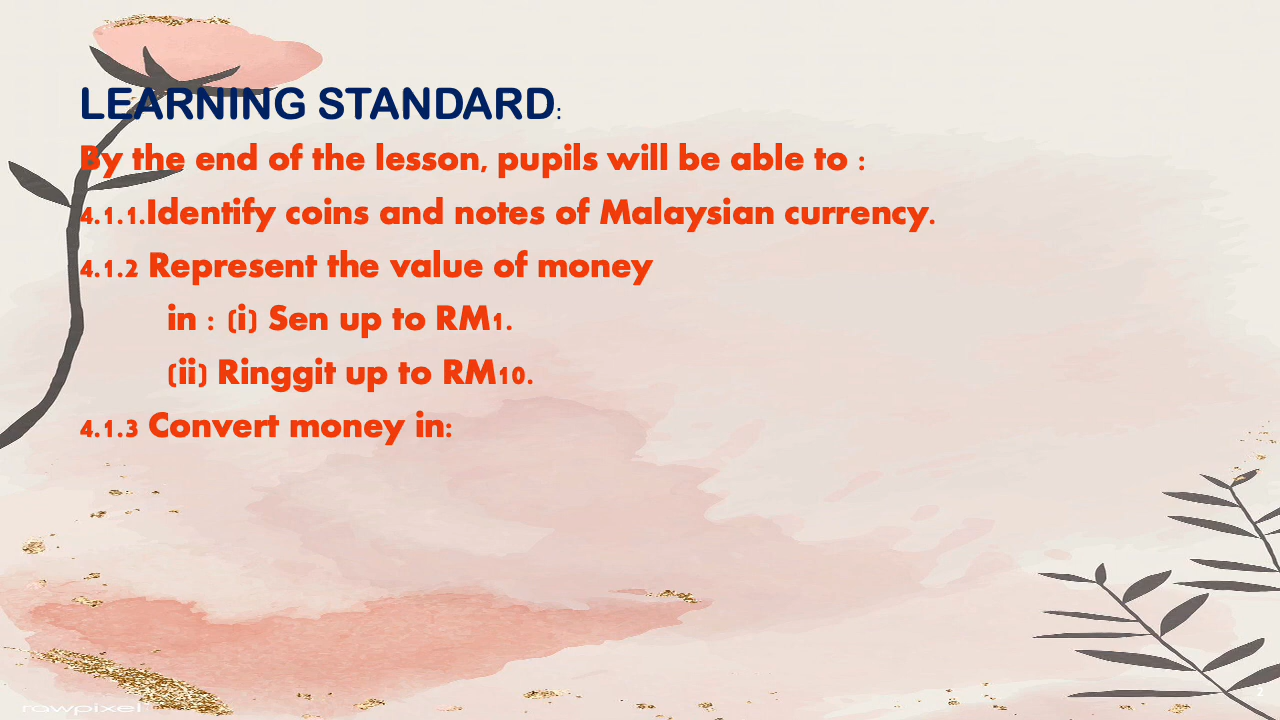 LEARNING STANDARD:
By the end of the lesson, pupils will be able to :
4.1.1.Identify coins and notes of Malaysian currency.
4.1.2 Represent the value of money
in : (i) Sen up to RM1.
(ii) Ringgit up to RM10.
4.1.3 Convert money in:
2
rawpixel